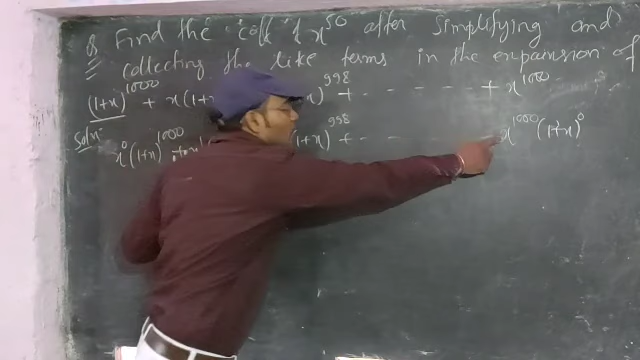 Q Find the coeff of x^50 after simplifying and
collecting the like terms in the expansion of
(1+x)^1000 + x(1+x )^998 + - - - - - - + x^1000
Solⁿ x^0 (1+x)^1000 + (1+x)^998 + - - x^1000 (1+x)^0